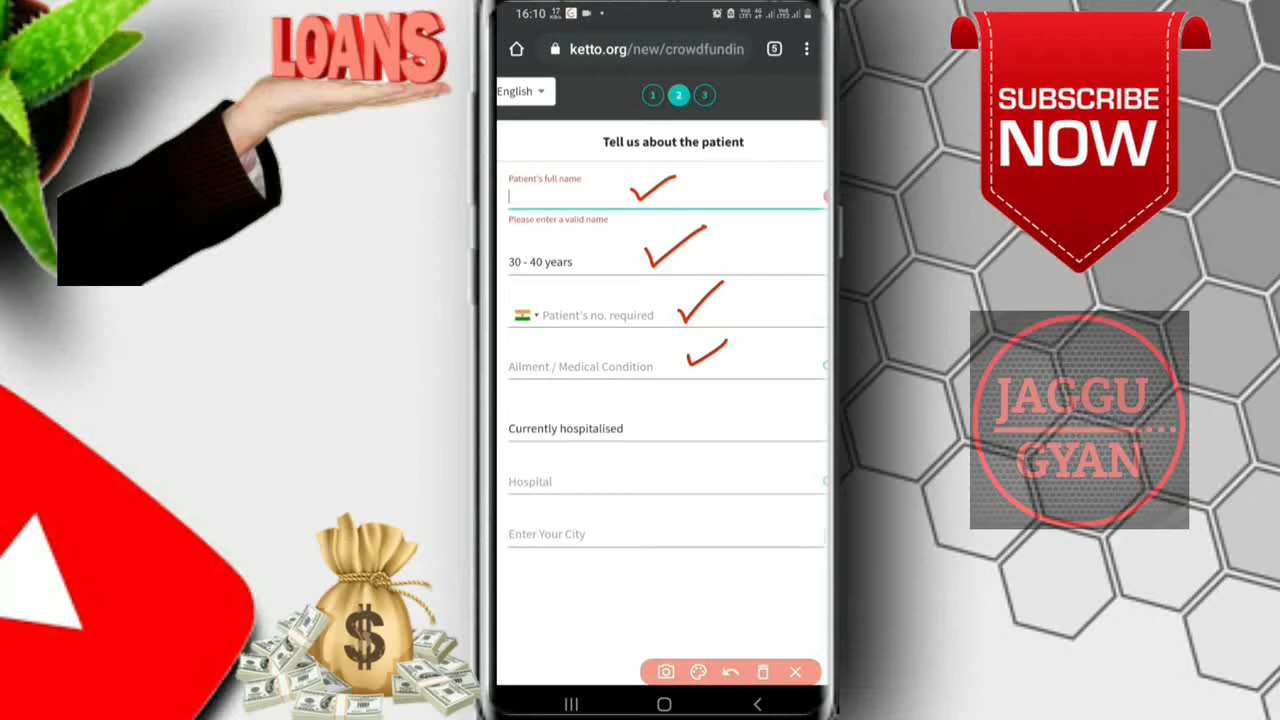 LOANS
16:10 17 KB/s
ketto.org/new/crowdfundin 5
English
1 2 3
Tell us about the patient
Patient's full name
Please enter a valid name
30 - 40 years
Patient's no. required
Ailment / Medical Condition
Currently hospitalised
Hospital
Enter Your City
$
SUBSCRIBE
NOW
JAGGU
GYAN